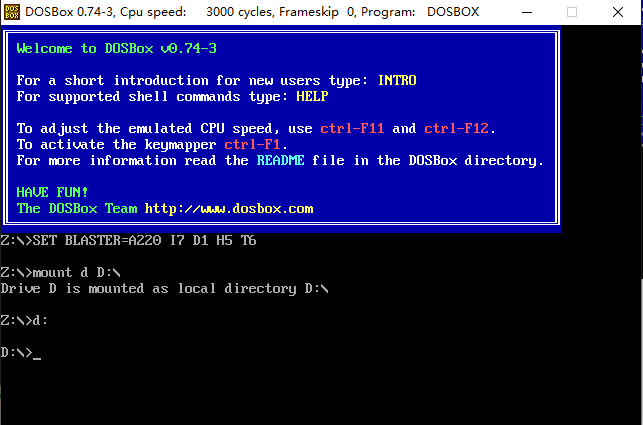 DOSBox 0.74-3, Cpu speed: 3000 cycles, Frameskip 0, Program: DOSBOX
Welcome to DOSBox v0.74-3
For a short introduction for new users type: INTRO
For supported shell commands type: HELP
To adjust the emulated CPU speed, use ctrl-F11 and ctrl-F12.
To activate the keymapper ctrl-F1.
For more information read the README file in the DOSBox directory.
HAVE FUN!
The DOSBox Team http://www.dosbox.com
Z:\>SET BLASTER=A220 I7 D1 H5 T6
Z:\>mount d D:\
Drive D is mounted as local directory D:\
Z:\>d:
D:\>_